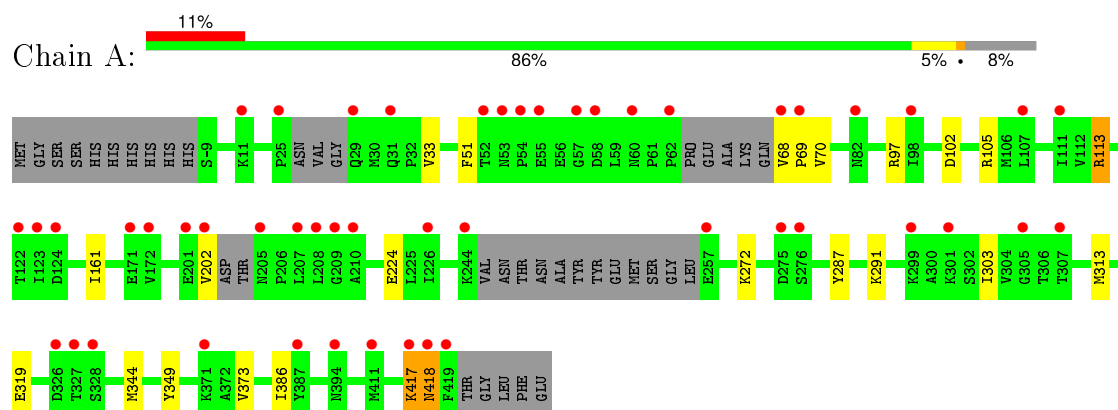 11%
Chain A:
86% 5% • 8%
MET GLY SER SER HIS HIS HIS HIS HIS HIS HIS S-9 K11 P25 ASN VAL GLY Q29 M30 Q31 P32 V33 F51 T52 N53 P54 E55 E56 G57 D58 L59 N60 P61 P62 PRO GLU ALA LYS GLN V68 P69 V70 N82 R97 I98 D102 R105 M106 L107 I111 V112 R113
T122 I123 D124 I161 E171 V172 E201 V202 ASP THR N205 P206 L207 L208 G209 A210 E224 L225 I226 K244 VAL ASN THR THR ASN ALA TYR TYR GLU MET SER GLY LEU E257 K272 D275 S276 Y287 K291 K299 A300 K301 S302 I303 V304 G305 T306 T307 M313
E319 D326 T327 S328 M344 Y349 K371 A372 V373 I386 Y387 N394 M411 K417 N418 F419 THR GLY LEU PHE GLU